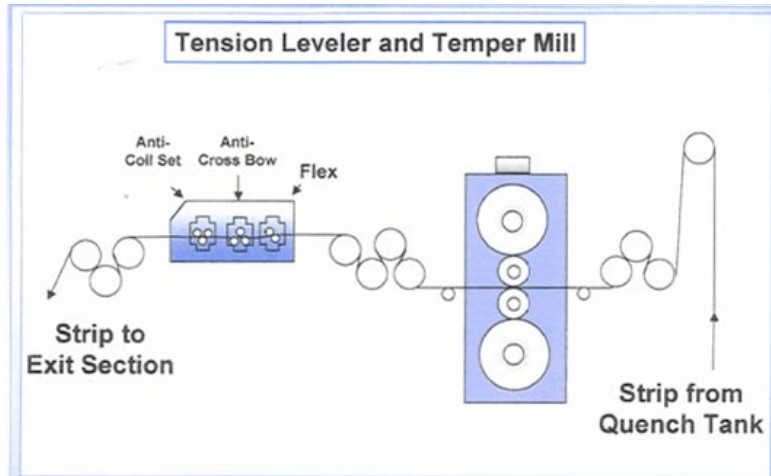 Tension Leveler and Temper Mill
Anti-
Coil Set
Anti-
Cross Bow
Flex
Strip to
Exit Section
Strip from
Quench Tank